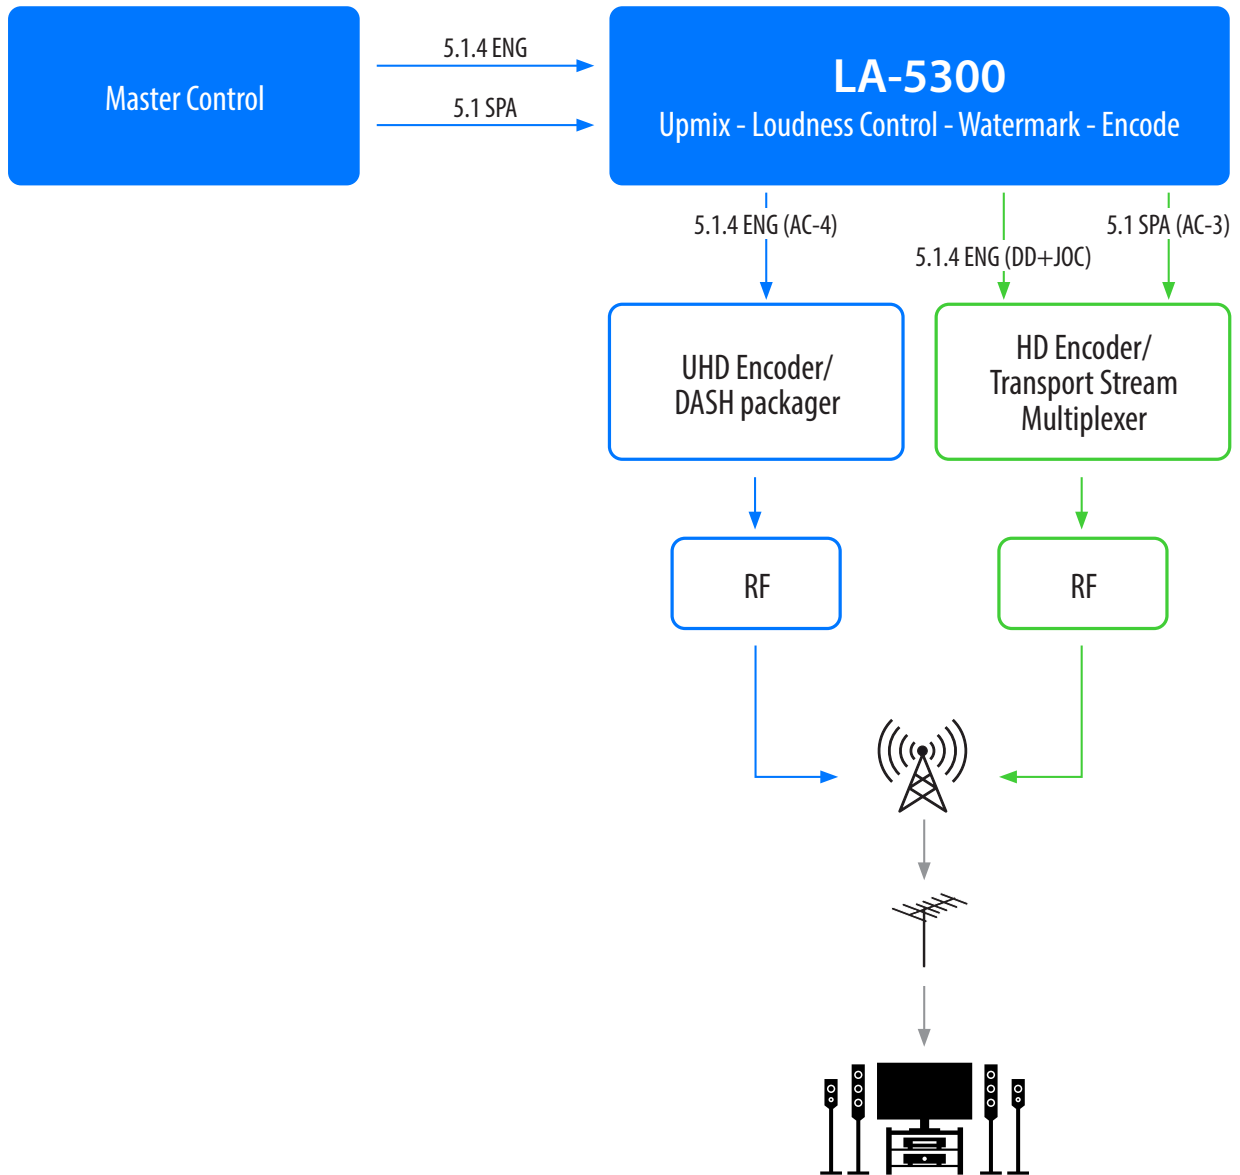 Master Control
5.1.4 ENG
5.1 SPA
LA-5300
Upmix - Loudness Control - Watermark - Encode
5.1.4 ENG (AC-4)
5.1.4 ENG (DD+JOC)
5.1 SPA (AC-3)
UHD Encoder/
DASH packager
HD Encoder/
Transport Stream
Multiplexer
RF
RF